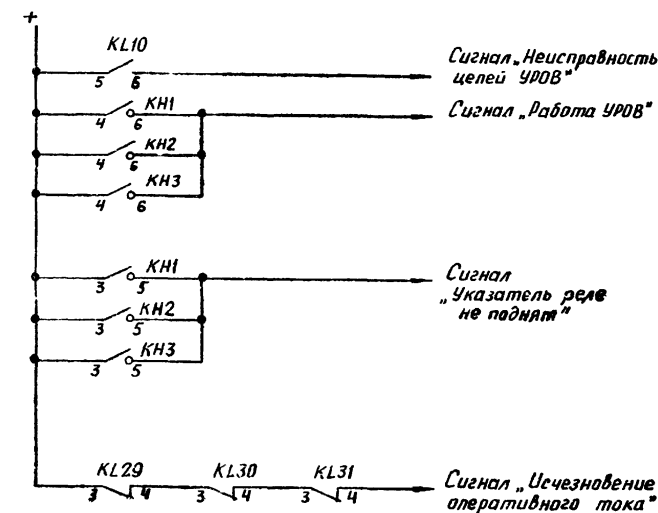 +
KL10
5 6
Сигнал „Неисправность
цепей УРОВ"
KH1
4 6
Сигнал „Работа УРОВ"
KH2
4 6
KH3
4 6
KH1
3 5
Сигнал
„Указатель реле
не поднят"
KH2
3 5
KH3
3 5
KL29 KL30 KL31
3 4 3 4 3 4
Сигнал „Исчезновение
оперативного тока"